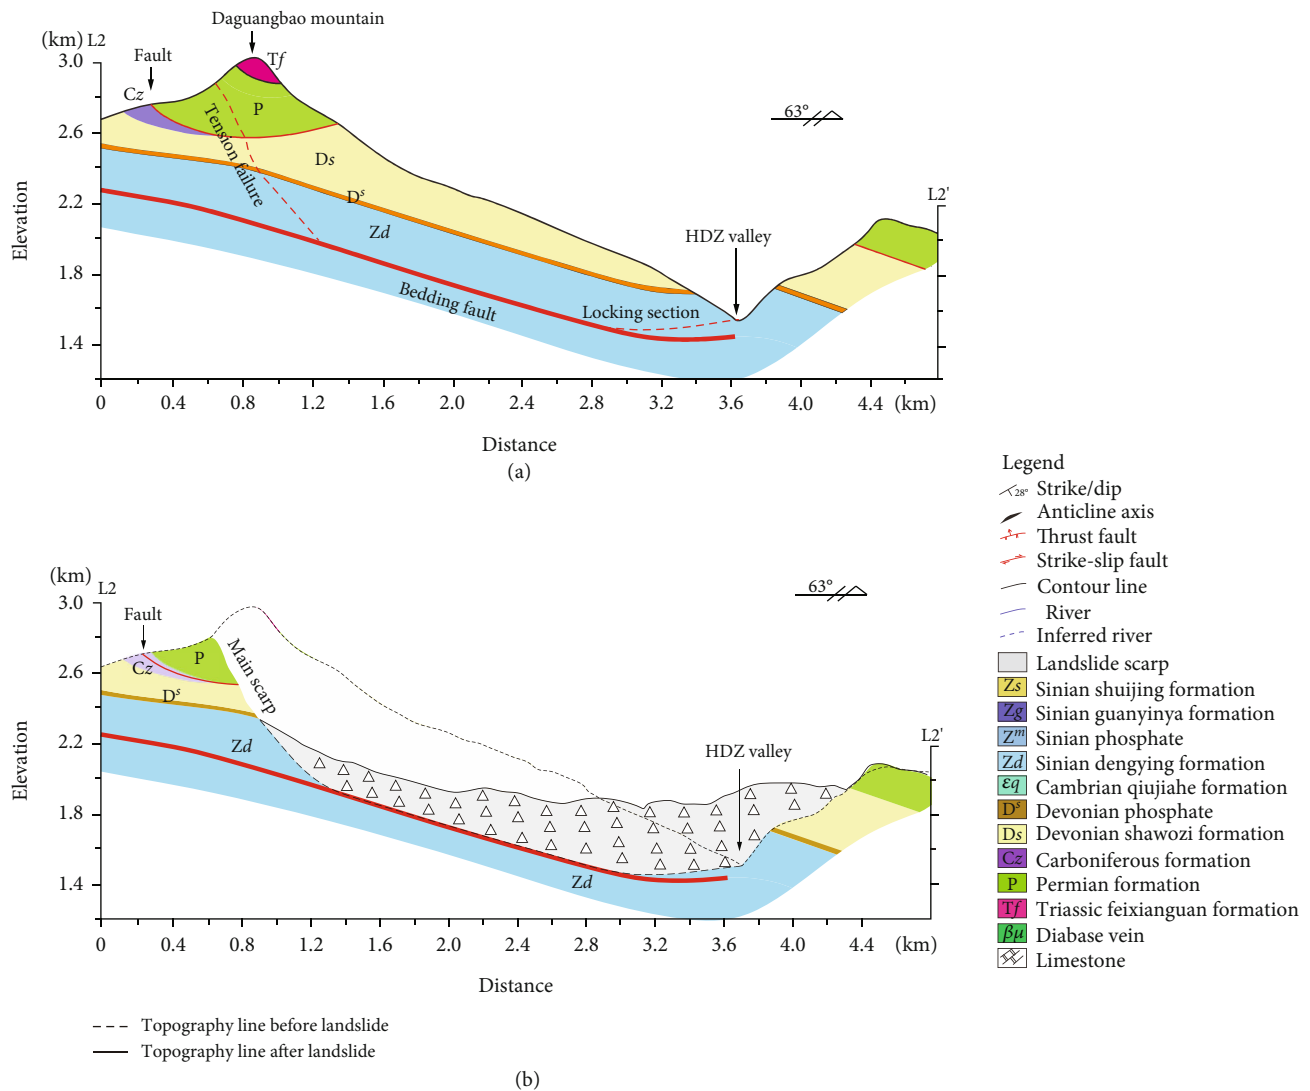 Daguangbao mountain
(km) L2
Fault
3.0
Tf
Cz
P
63°
2.6
Tension failure
Ds
Dˢ
L2'
2.2
Zd
HDZ valley
1.8
Bedding fault
Locking section
1.4
Elevation
0 0.4 0.8 1.2 1.6 2.0 2.4 2.8 3.2 3.6 4.0 4.4 (km)
Distance
(a)
Legend
28° Strike/dip
Anticline axis
Thrust fault
Strike-slip fault
Contour line
River
Inferred river
Landslide scarp
Zs Sinian shuijing formation
Zg Sinian guanyinya formation
Zᵐ Sinian phosphate
Zd Sinian dengying formation
εq Cambrian qiujiahe formation
Dˢ Devonian phosphate
Ds Devonian shawozi formation
Cz Carboniferous formation
P Permian formation
Tf Triassic feixianguan formation
βμ Diabase vein
Limestone
(km)
L2
63°
3.0
Fault
P
Main scarp
2.6
Cz
Dˢ
L2'
2.2
Zd
HDZ valley
1.8
1.4
Zd
Elevation
0 0.4 0.8 1.2 1.6 2.0 2.4 2.8 3.2 3.6 4.0 4.4 (km)
Distance
Topography line before landslide
Topography line after landslide
(b)